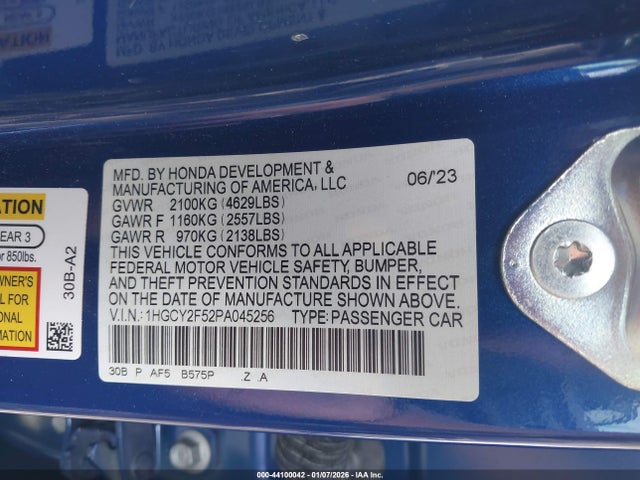 MFD. BY HONDA DEVELOPMENT &
MANUFACTURING OF AMERICA, LLC 06/'23
GVWR 2100KG (4629LBS)
GAWR F 1160KG (2557LBS)
GAWR R 970KG (2138LBS)
THIS VEHICLE CONFORMS TO ALL APPLICABLE
FEDERAL MOTOR VEHICLE SAFETY, BUMPER,
AND THEFT PREVENTION STANDARDS IN EFFECT
ON THE DATE OF MANUFACTURE SHOWN ABOVE.
V.I.N.: 1HGCY2F52PA045256 TYPE: PASSENGER CAR
30B P AF5 B575P .Z .A
EAR 3
850lbs.
30B-A2
000-44100042 - 01/07/2026 - IAA Inc.